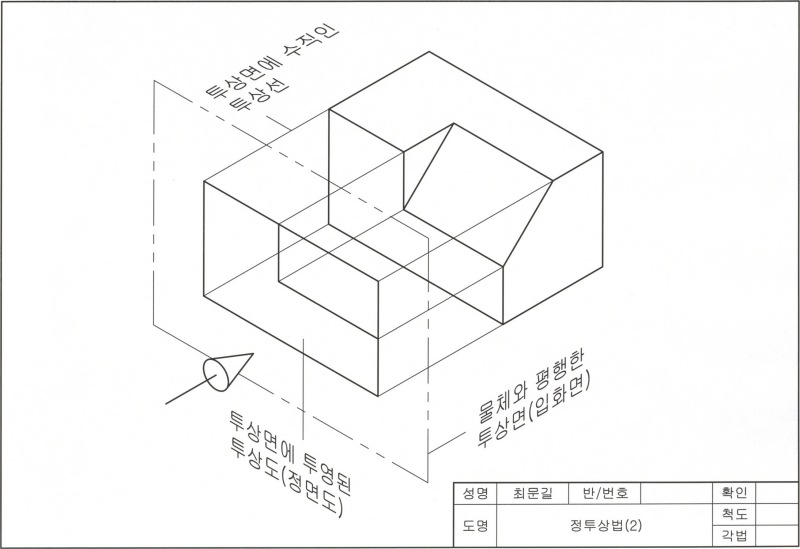 투상면에 수직인
투상선
물체와 평행한
투상면(입화면)
투상면에 투영된
투상도(정면도)
성명 최문길 반/번호 확인
도명 정투상법(2) 척도
각법